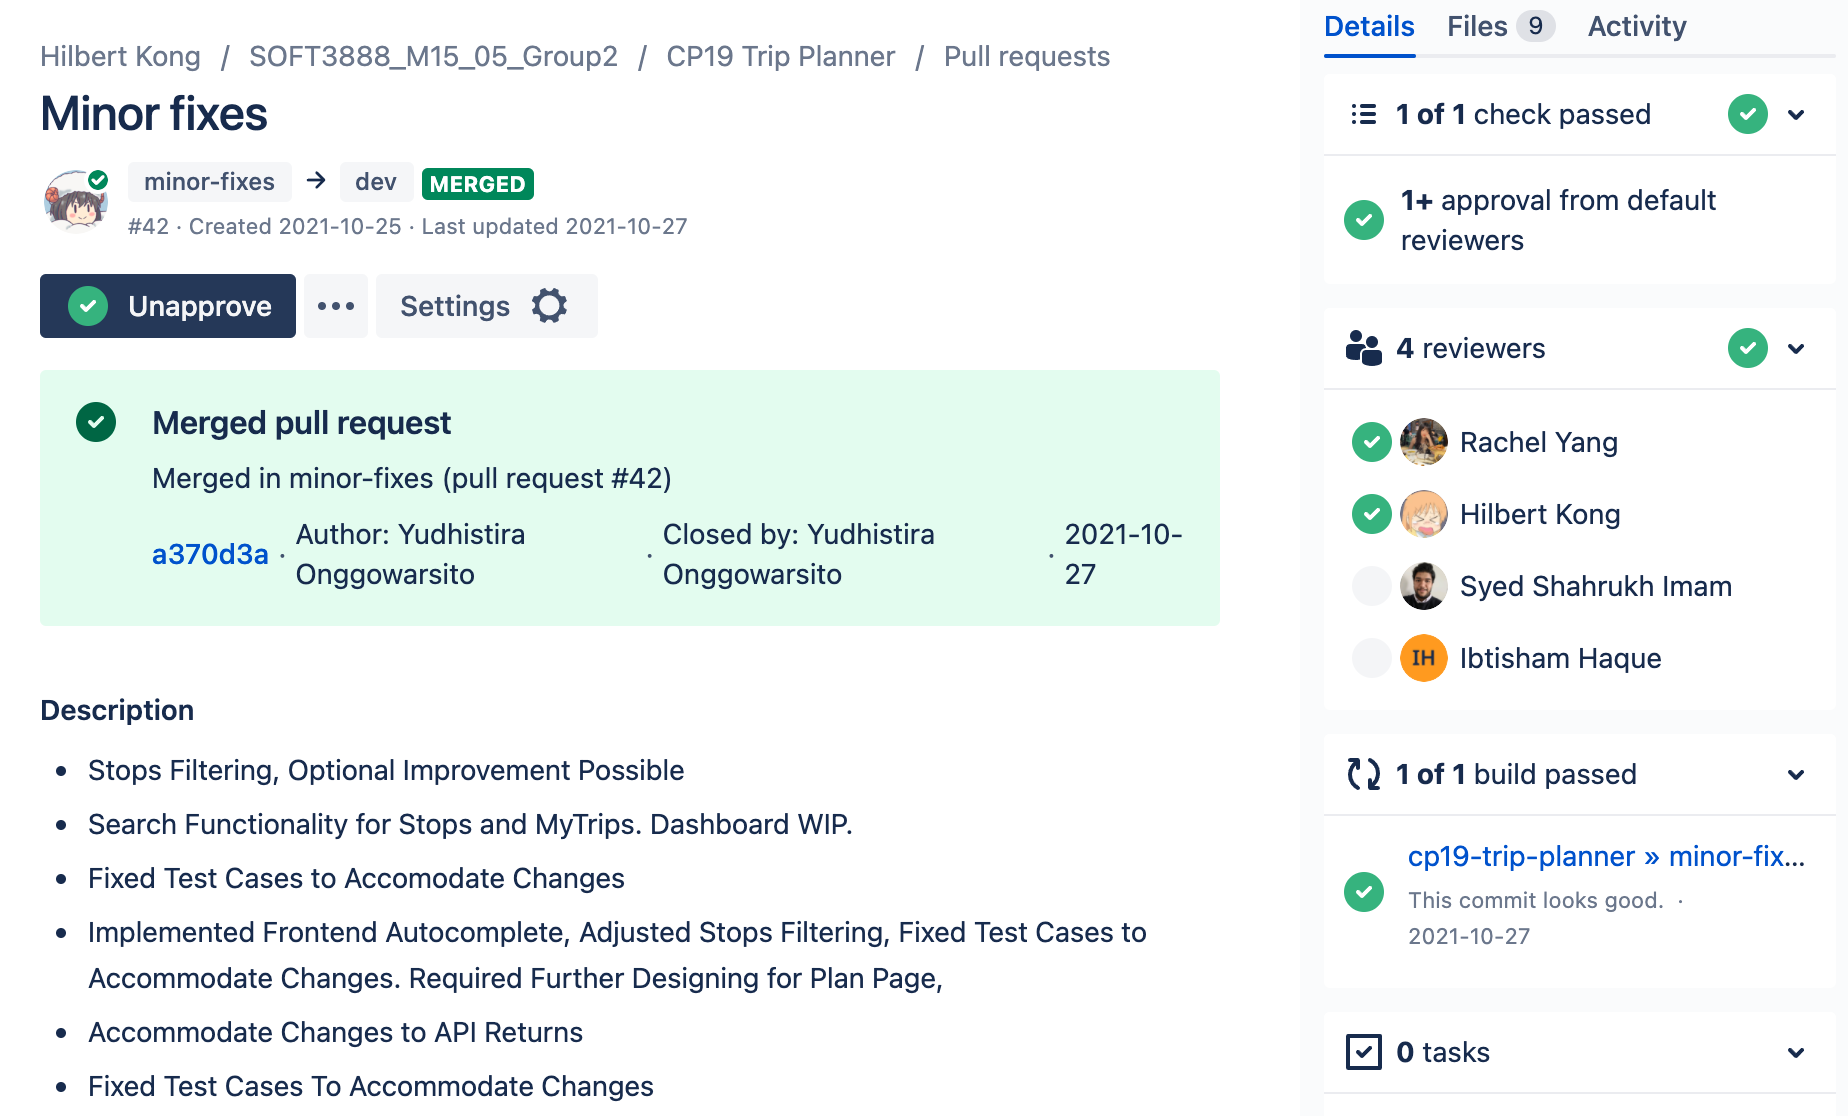 Hilbert Kong / SOFT3888_M15_05_Group2 / CP19 Trip Planner / Pull requests
Minor fixes
minor-fixes → dev MERGED
#42 · Created 2021-10-25 · Last updated 2021-10-27
Unapprove ••• Settings
Merged pull request
Merged in minor-fixes (pull request #42)
a370d3a · Author: Yudhistira
Onggowarsito
· Closed by: Yudhistira
Onggowarsito
· 2021-10-
27
Description
• Stops Filtering, Optional Improvement Possible
• Search Functionality for Stops and MyTrips. Dashboard WIP.
• Fixed Test Cases to Accomodate Changes
• Implemented Frontend Autocomplete, Adjusted Stops Filtering, Fixed Test Cases to
Accommodate Changes. Required Further Designing for Plan Page,
• Accommodate Changes to API Returns
• Fixed Test Cases To Accommodate Changes
Details Files 9 Activity
1 of 1 check passed
1+ approval from default
reviewers
4 reviewers
Rachel Yang
Hilbert Kong
Syed Shahrukh Imam
IH Ibtisham Haque
1 of 1 build passed
cp19-trip-planner » minor-fix...
This commit looks good. ·
2021-10-27
0 tasks